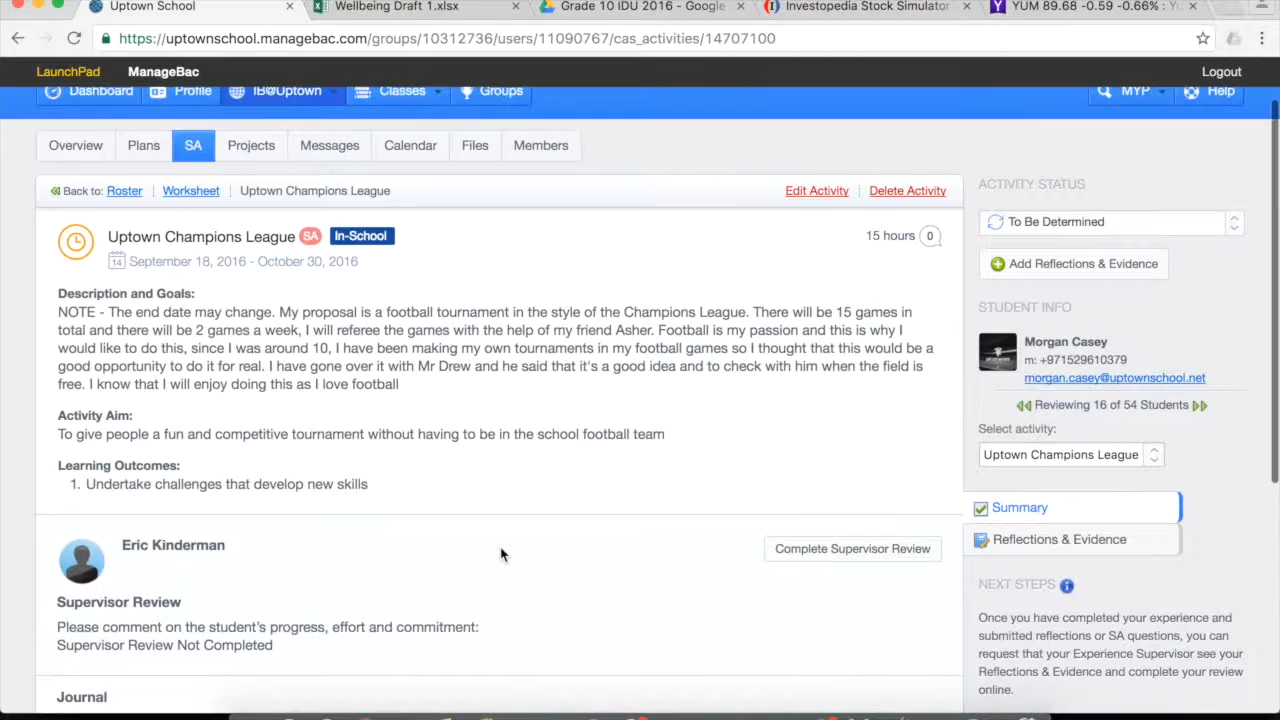 Uptown School
Wellbeing Draft 1.xlsx
Grade 10 IDU 2016 - Google
Investopedia Stock Simulator
YUM 89.68 -0.59 -0.66% : Y
https://uptownschool.managebac.com/groups/10312736/users/11090767/cas_activities/14707100
LaunchPad
ManageBac
Logout
Dashboard
Profile
IB@Uptown
Classes
Groups
MYP
Help
Overview
Plans
SA
Projects
Messages
Calendar
Files
Members
Back to: Roster
Worksheet
Uptown Champions League
Edit Activity
Delete Activity
Uptown Champions League SA In-School
15 hours 0
14 September 18, 2016 - October 30, 2016
Description and Goals:
NOTE - The end date may change. My proposal is a football tournament in the style of the Champions League. There will be 15 games in
total and there will be 2 games a week, I will referee the games with the help of my friend Asher. Football is my passion and this is why I
would like to do this, since I was around 10, I have been making my own tournaments in my football games so I thought that this would be a
good opportunity to do it for real. I have gone over it with Mr Drew and he said that it's a good idea and to check with him when the field is
free. I know that I will enjoy doing this as I love football
Activity Aim:
To give people a fun and competitive tournament without having to be in the school football team
Learning Outcomes:
1. Undertake challenges that develop new skills
Eric Kinderman
Complete Supervisor Review
Supervisor Review
Please comment on the student's progress, effort and commitment:
Supervisor Review Not Completed
Journal
ACTIVITY STATUS
To Be Determined
Add Reflections & Evidence
STUDENT INFO
Morgan Casey
m: +971529610379
morgan.casey@uptownschool.net
Reviewing 16 of 54 Students
Select activity:
Uptown Champions League
Summary
Reflections & Evidence
NEXT STEPS
Once you have completed your experience and
submitted reflections or SA questions, you can
request that your Experience Supervisor see your
Reflections & Evidence and complete your review
online.